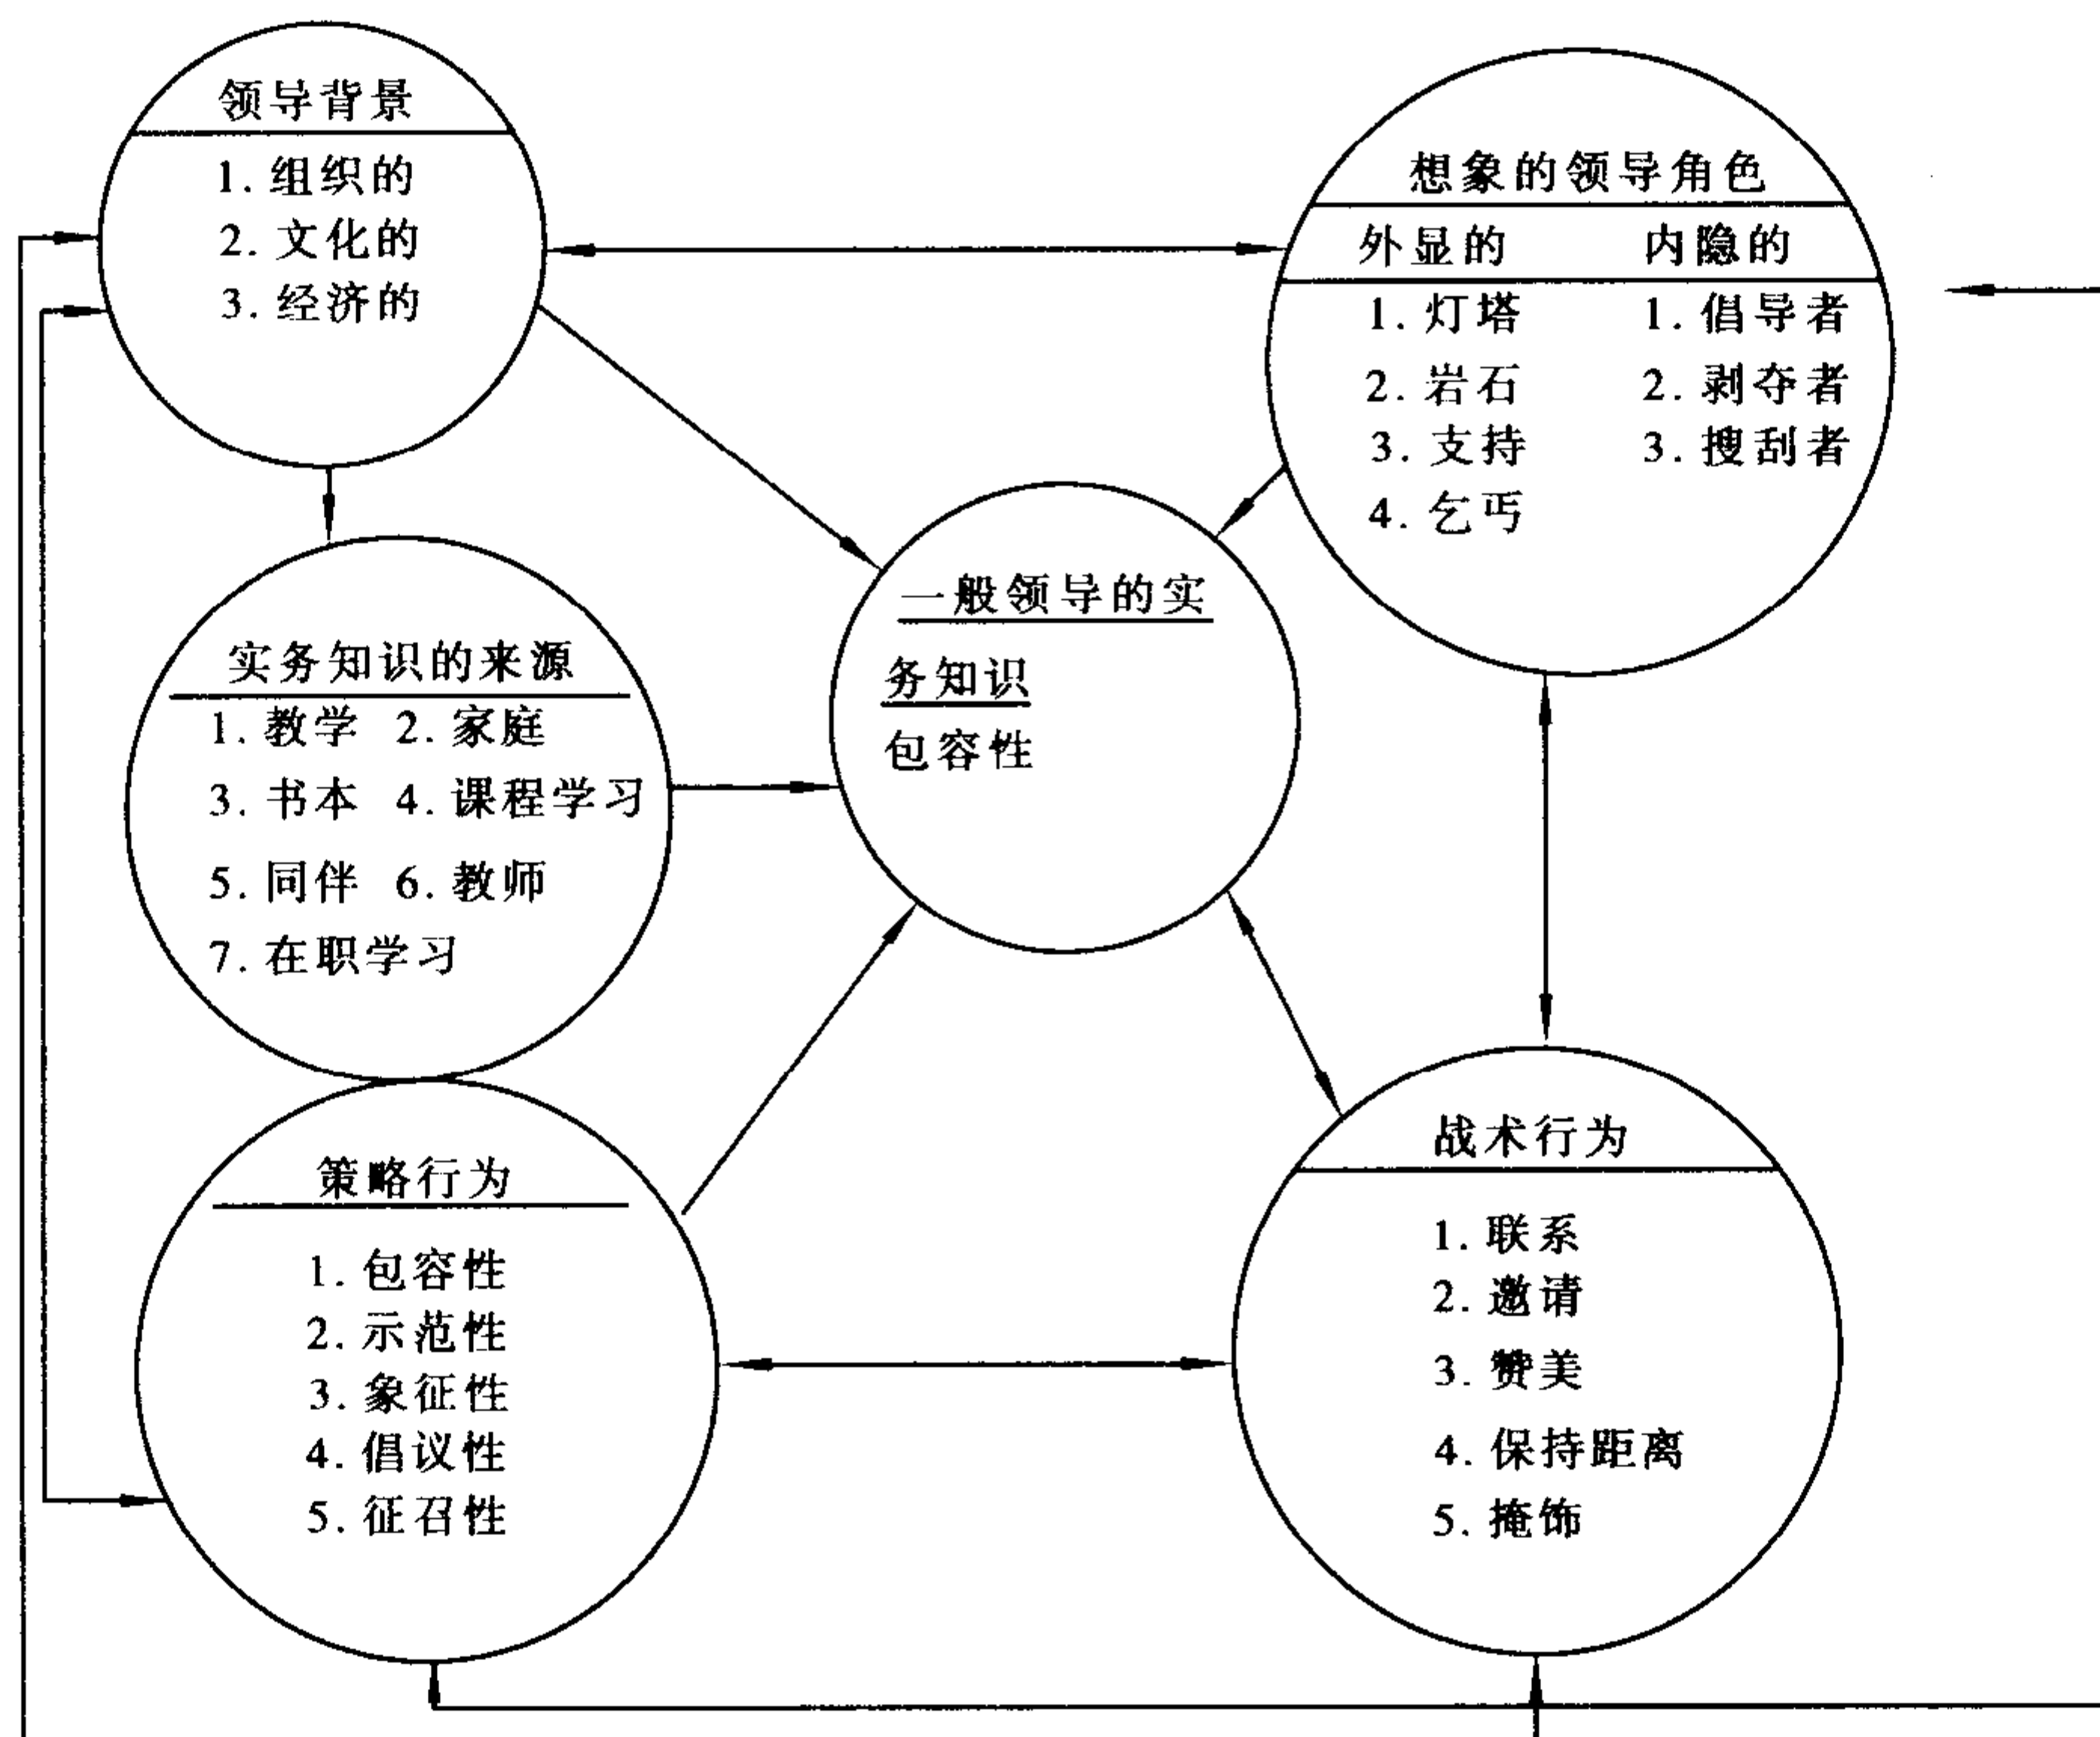 领导背景
1. 组织的
2. 文化的
3. 经济的
想象的领导角色
外显的 内隐的
1. 灯塔 1. 倡导者
2. 岩石 2. 剥夺者
3. 支持 3. 搜刮者
4. 乞丐
一般领导的实
务知识
包容性
实务知识的来源
1. 教学 2. 家庭
3. 书本 4. 课程学习
5. 同伴 6. 教师
7. 在职学习
策略行为
1. 包容性
2. 示范性
3. 象征性
4. 倡议性
5. 征召性
战术行为
1. 联系
2. 邀请
3. 赞美
4. 保持距离
5. 掩饰